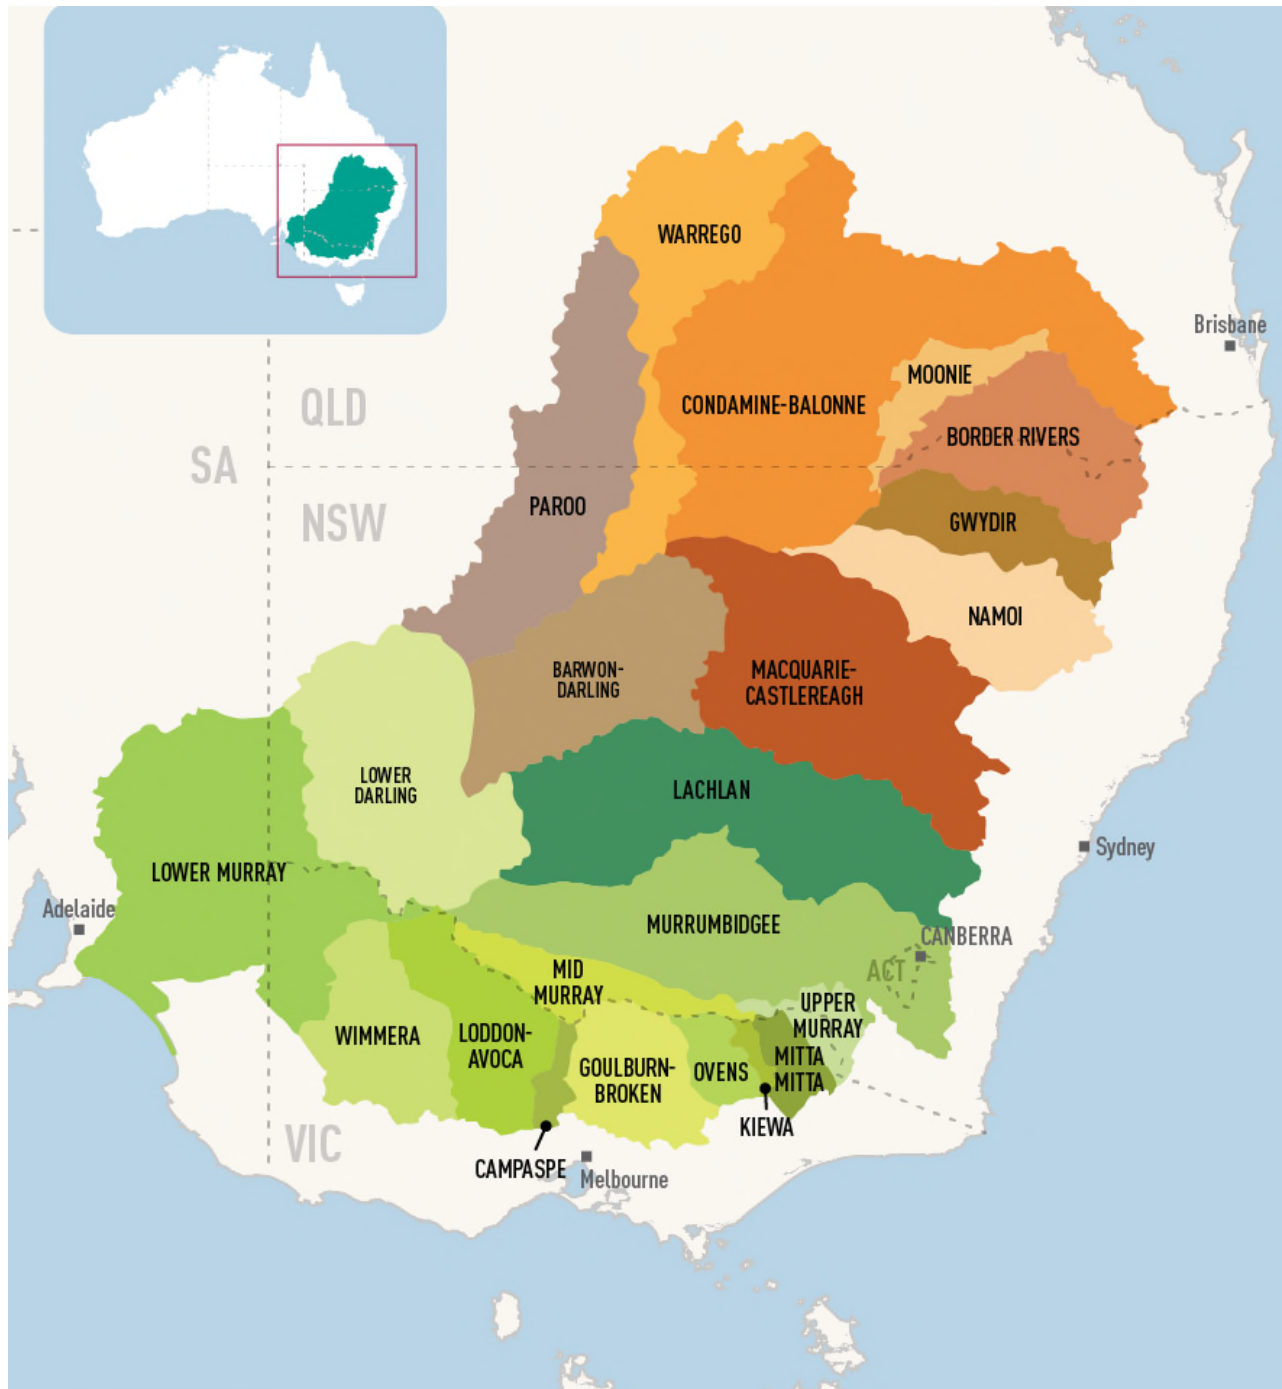 WARREGO
Brisbane
MOONIE
QLD
CONDAMINE-BALONNE
BORDER RIVERS
SA
PAROO
NSW
GWYDIR
NAMOI
BARWON-
DARLING
MACQUARIE-
CASTLEREAGH
LOWER
DARLING
LACHLAN
Sydney
LOWER MURRAY
Adelaide
MURRUMBIDGEE
CANBERRA
ACT
MID
MURRAY
UPPER
MURRAY
WIMMERA
LODDON-
AVOCA
GOULBURN-
BROKEN
OVENS
MITTA
MITTA
KIEWA
VIC
CAMPASPE
Melbourne